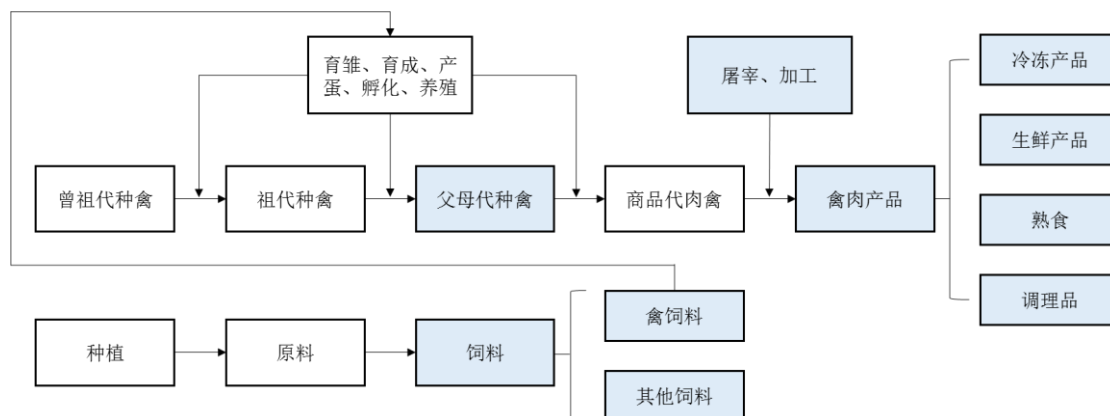 育雏、育成、产
蛋、孵化、养殖
屠宰、加工
冷冻产品
生鲜产品
曾祖代种禽
祖代种禽
父母代种禽
商品代肉禽
禽肉产品
熟食
调理品
种植
原料
饲料
禽饲料
其他饲料